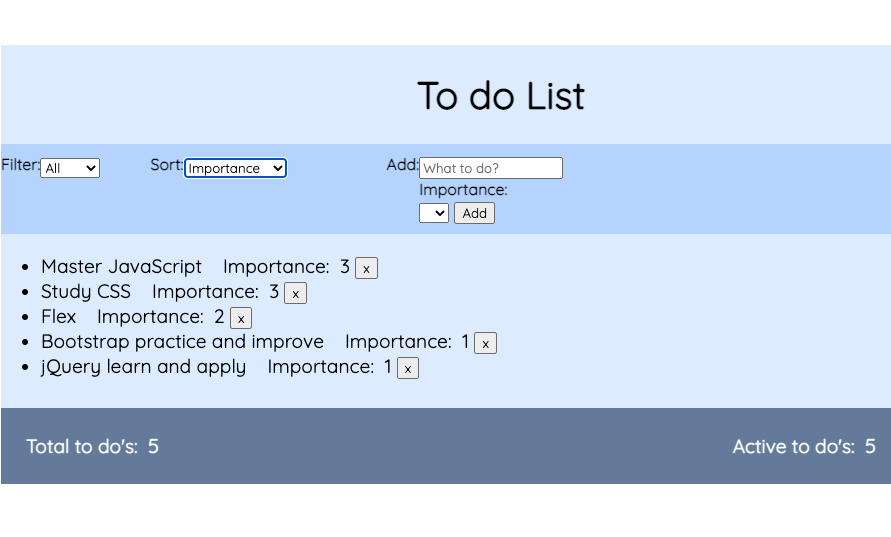 To do List
Filter: All Sort: Importance Add: What to do?
Importance:
Add
Master JavaScript Importance: 3 x
Study CSS Importance: 3 x
Flex Importance: 2 x
Bootstrap practice and improve Importance: 1 x
jQuery learn and apply Importance: 1 x
Total to do's: 5 Active to do's: 5